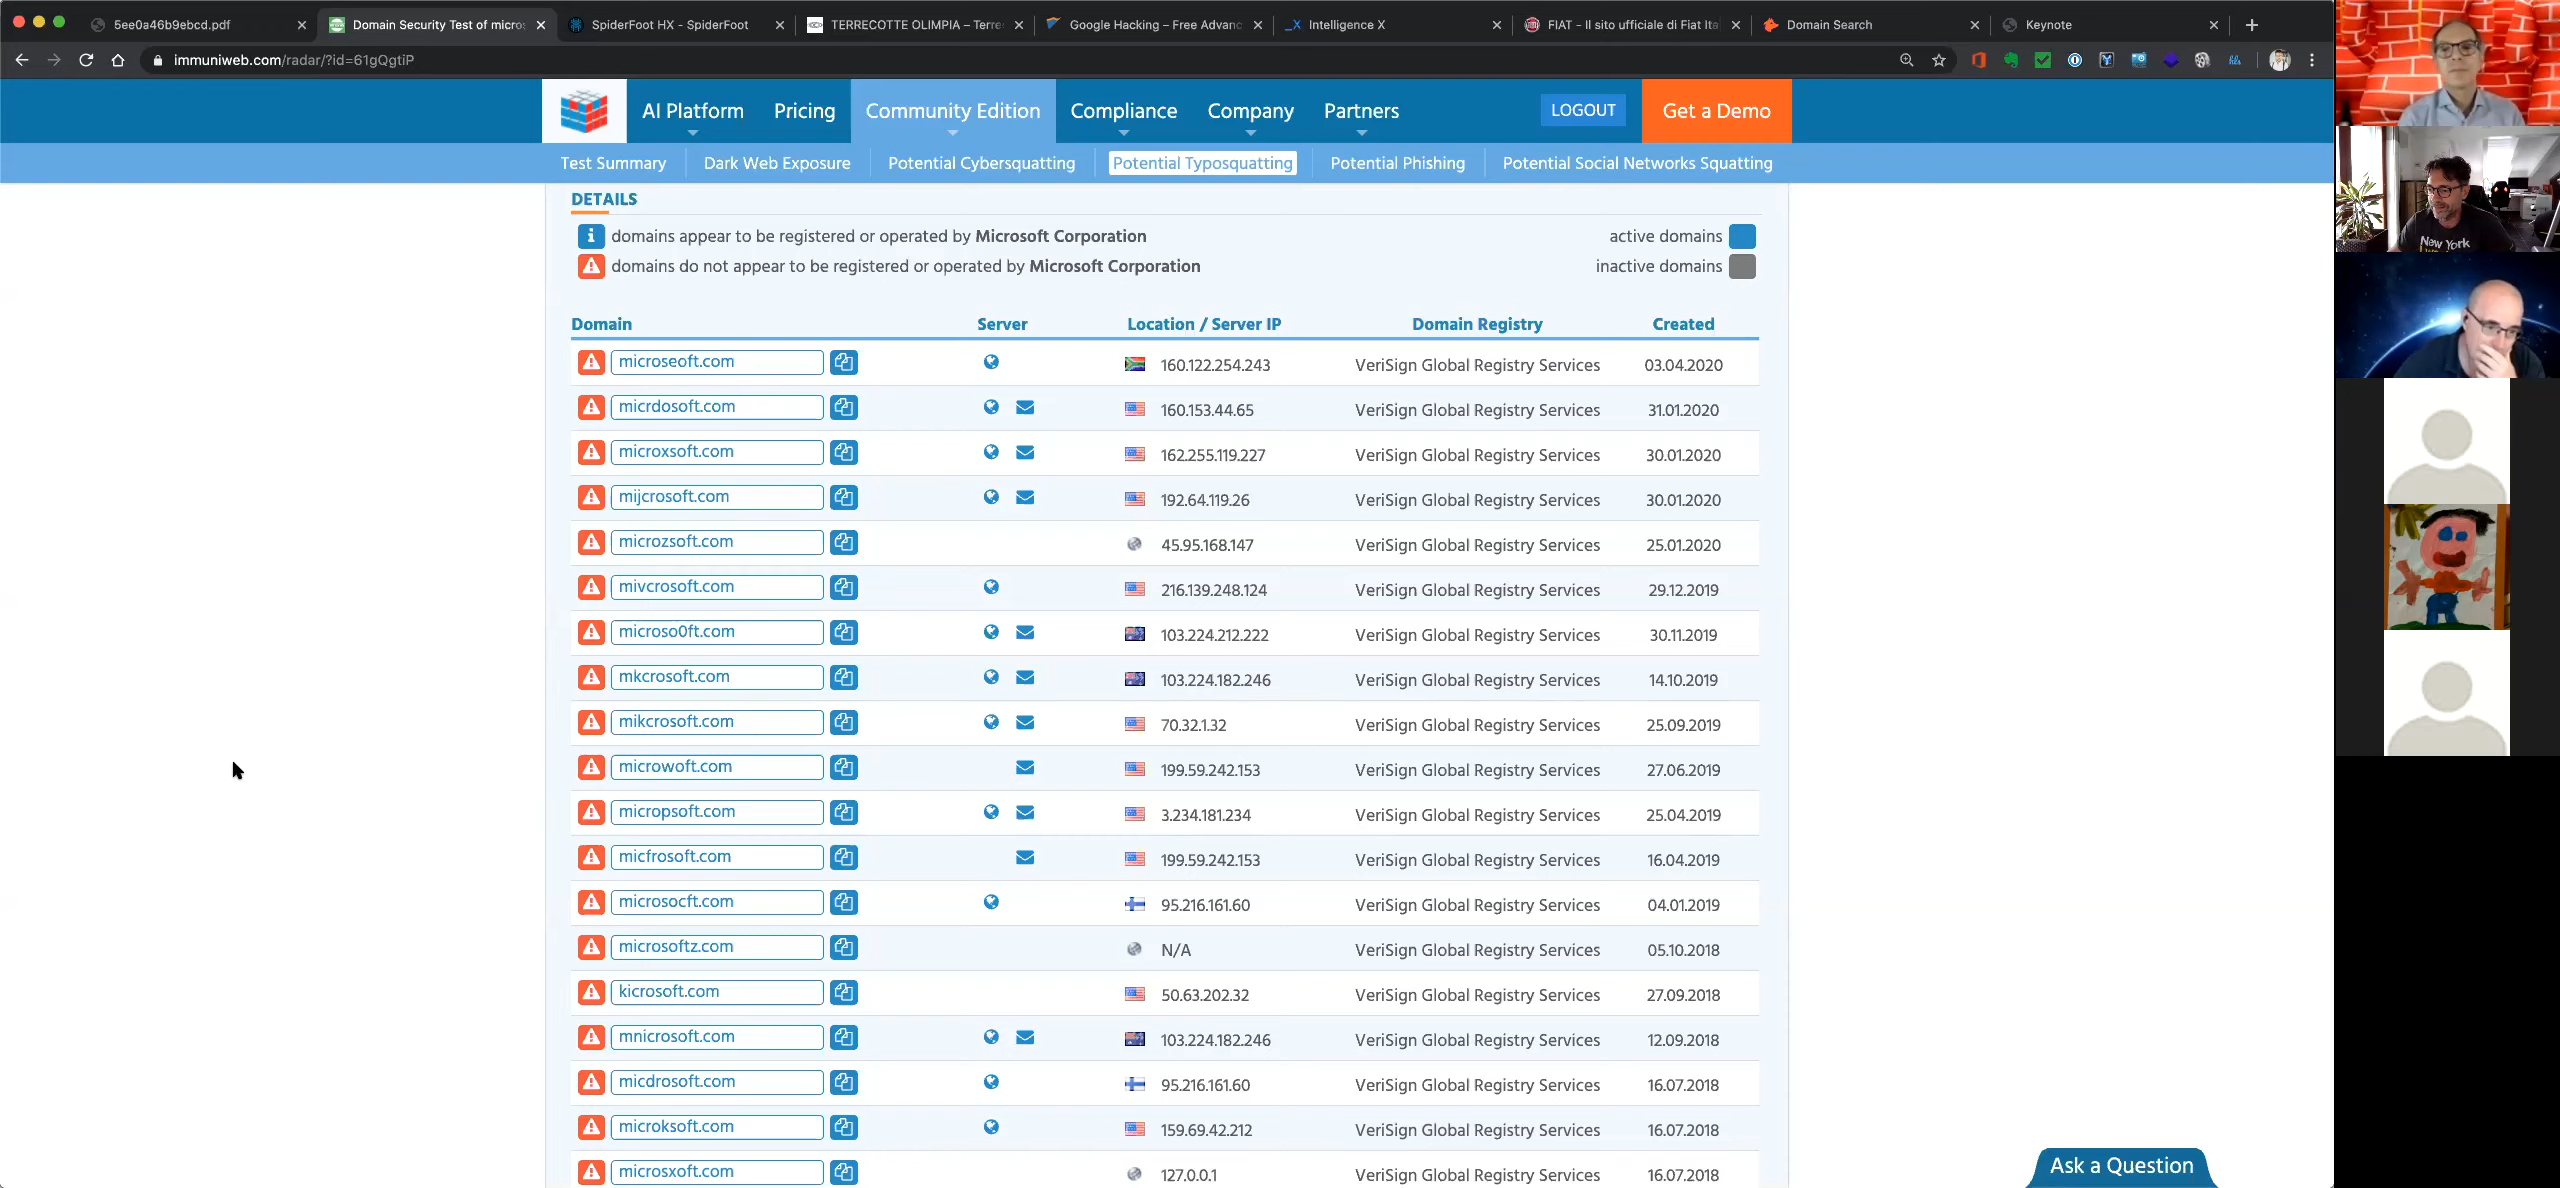 5ee0a46b9ebcd.pdf
Domain Security Test of micros
SpiderFoot HX - SpiderFoot
TERRECOTTE OLIMPIA – Terre
Google Hacking – Free Advanc
Intelligence X
FIAT - Il sito ufficiale di Fiat Ita
Domain Search
Keynote
immuniweb.com/radar/?id=61gQgtiP
AI Platform Pricing Community Edition Compliance Company Partners LOGOUT Get a Demo
Test Summary Dark Web Exposure Potential Cybersquatting Potential Typosquatting Potential Phishing Potential Social Networks Squatting
DETAILS
domains appear to be registered or operated by Microsoft Corporation active domains
domains do not appear to be registered or operated by Microsoft Corporation inactive domains
Domain Server Location / Server IP Domain Registry Created
microseoft.com 160.122.254.243 VeriSign Global Registry Services 03.04.2020
micrdosoft.com 160.153.44.65 VeriSign Global Registry Services 31.01.2020
microxsoft.com 162.255.119.227 VeriSign Global Registry Services 30.01.2020
mijcrosoft.com 192.64.119.26 VeriSign Global Registry Services 30.01.2020
microzsoft.com 45.95.168.147 VeriSign Global Registry Services 25.01.2020
mivcrosoft.com 216.139.248.124 VeriSign Global Registry Services 29.12.2019
microso0ft.com 103.224.212.222 VeriSign Global Registry Services 30.11.2019
mkcrosoft.com 103.224.182.246 VeriSign Global Registry Services 14.10.2019
mikcrosoft.com 70.32.1.32 VeriSign Global Registry Services 25.09.2019
microwoft.com 199.59.242.153 VeriSign Global Registry Services 27.06.2019
micropsoft.com 3.234.181.234 VeriSign Global Registry Services 25.04.2019
micfrosoft.com 199.59.242.153 VeriSign Global Registry Services 16.04.2019
microsocft.com 95.216.161.60 VeriSign Global Registry Services 04.01.2019
microsoftz.com N/A VeriSign Global Registry Services 05.10.2018
kicrosoft.com 50.63.202.32 VeriSign Global Registry Services 27.09.2018
mnicrosoft.com 103.224.182.246 VeriSign Global Registry Services 12.09.2018
micdrosoft.com 95.216.161.60 VeriSign Global Registry Services 16.07.2018
microksoft.com 159.69.42.212 VeriSign Global Registry Services 16.07.2018
microsxoft.com 127.0.0.1 VeriSign Global Registry Services 16.07.2018
Ask a Question
New York